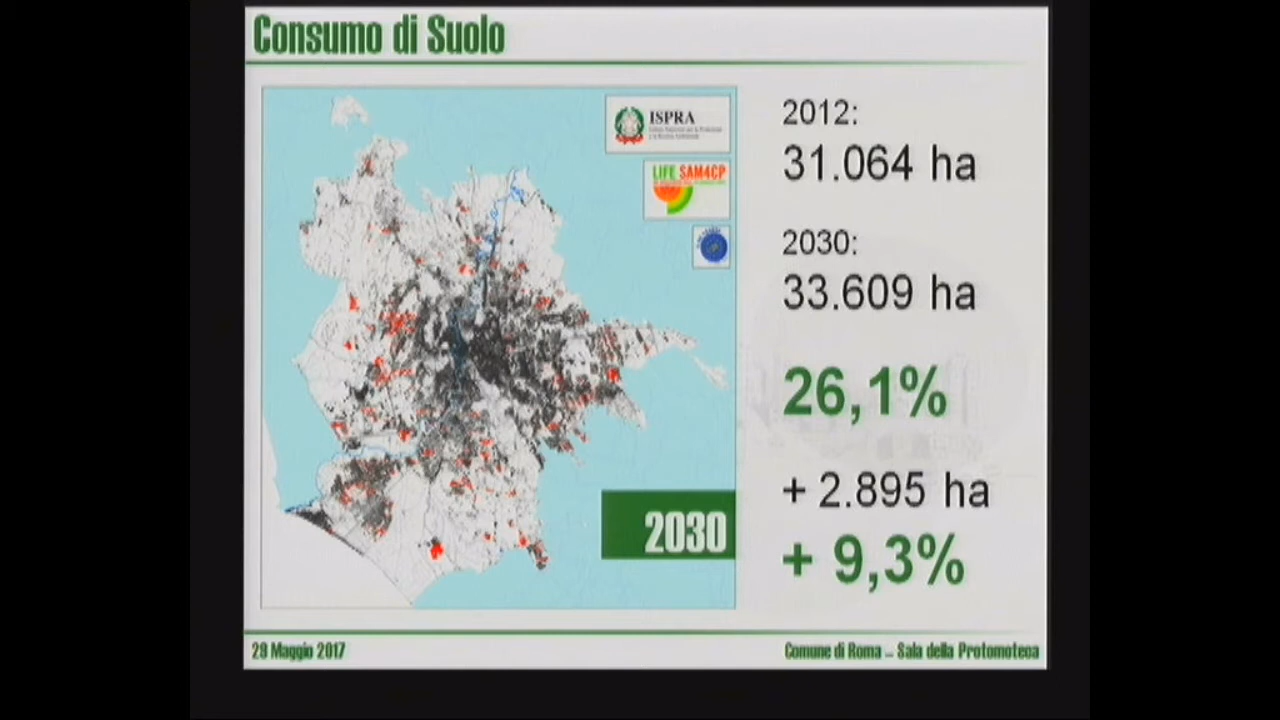 Consumo di Suolo
ISPRA
LIFE SAM4CP
2012:
31.064 ha
2030:
33.609 ha
26,1%
+ 2.895 ha
+ 9,3%
2030
29 Maggio 2017
Comune di Roma – Sala della Protomoteca